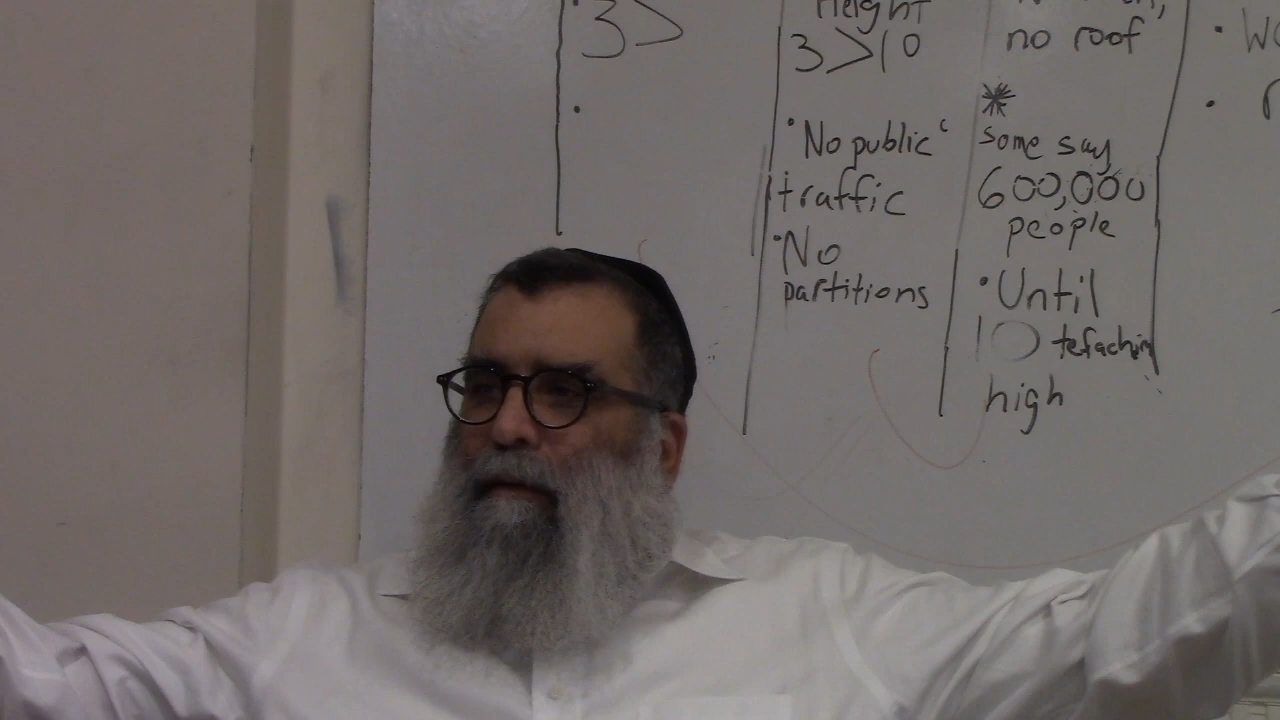 3>
Height
3>10
• No public
traffic
• No
partitions
no roof
*
some say
600,000
people
• Until
10 tefachim
high